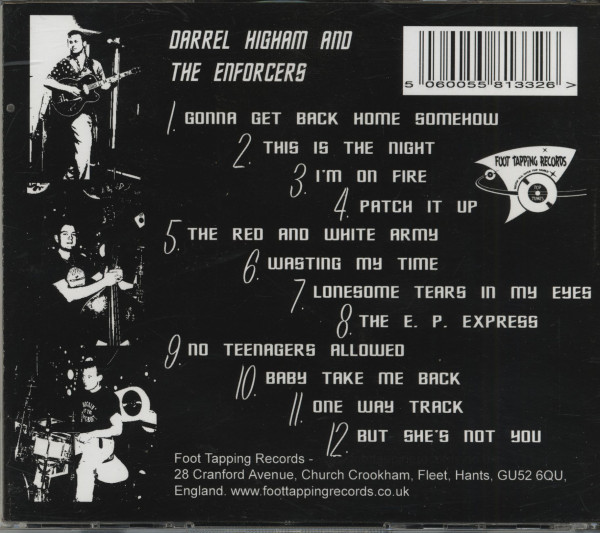 DARREL HIGHAM AND
THE ENFORCERS
5 060055 813326 >
1. GONNA GET BACK HOME SOMEHOW
2. THIS IS THE NIGHT
3. I'M ON FIRE
4. PATCH IT UP
FOOT TAPPING RECORDS
5. THE RED AND WHITE ARMY
6. WASTING MY TIME
7. LONESOME TEARS IN MY EYES
8. THE E. P. EXPRESS
9. NO TEENAGERS ALLOWED
10. BABY TAKE ME BACK
11. ONE WAY TRACK
12. BUT SHE'S NOT YOU
Foot Tapping Records -
28 Cranford Avenue, Church Crookham, Fleet, Hants, GU52 6QU,
England. www.foottappingrecords.co.uk